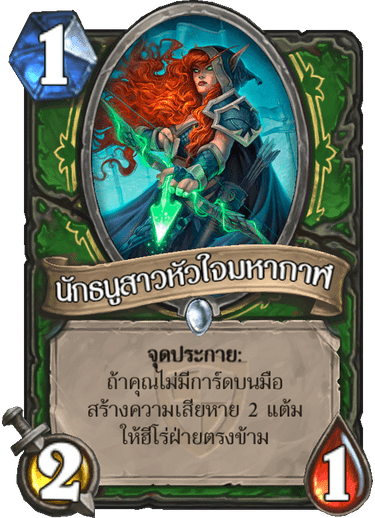 1
นักธนูสาวหัวใจมหากาฬ
จุดประกาย:
ถ้าคุณไม่มีการ์ดบนมือ
สร้างความเสียหาย 2 แต้ม
ให้ฮีโร่ฝ่ายตรงข้าม
2
1